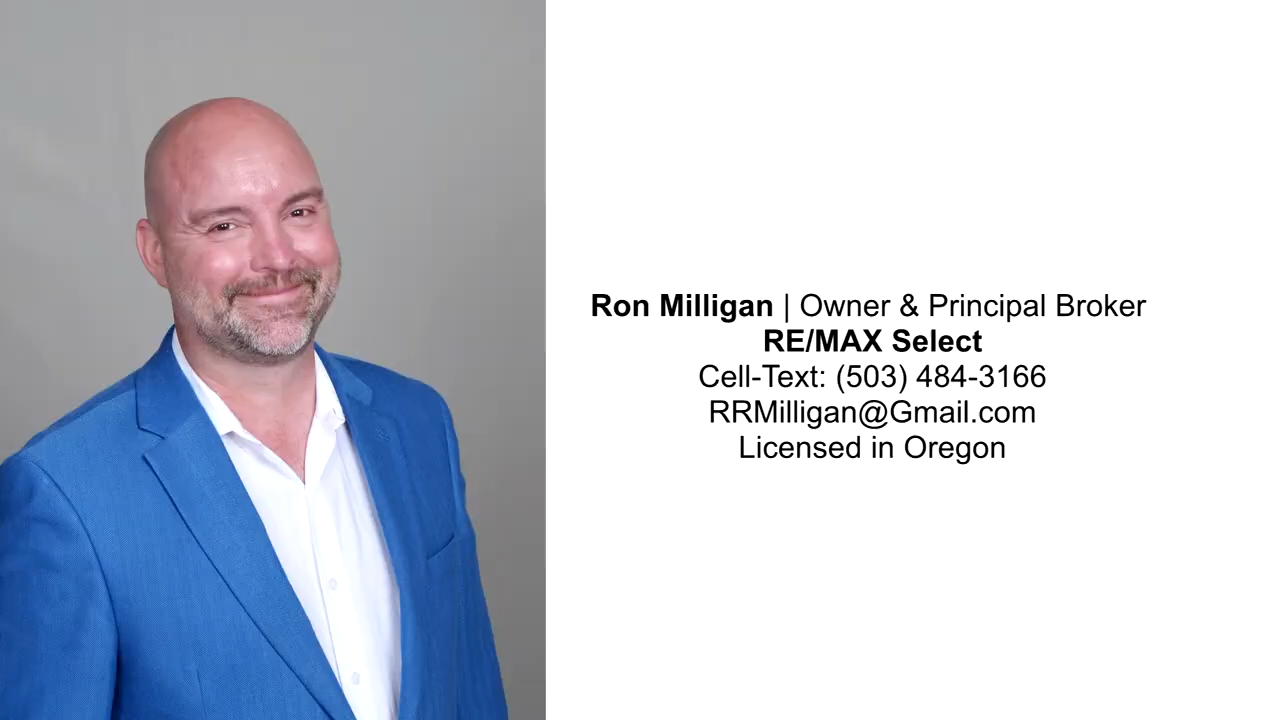 Ron Milligan | Owner & Principal Broker
RE/MAX Select
Cell-Text: (503) 484-3166
RRMilligan@Gmail.com
Licensed in Oregon